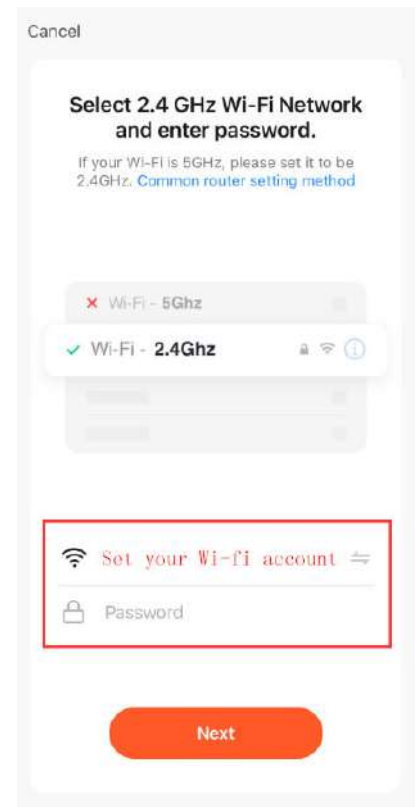 Cancel
Select 2.4 GHz Wi-Fi Network
and enter password.
If your Wi-Fi is 5GHz, please set it to be
2.4GHz. Common router setting method
Wi-Fi - 5Ghz
Wi-Fi - 2.4Ghz
Set your Wi-fi account
Password
Next